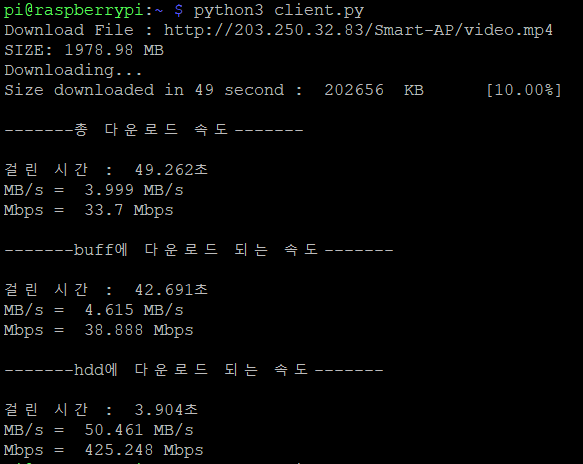 pi@raspberrypi:~ $ python3 client.py
Download File : http://203.250.32.83/Smart-AP/video.mp4
SIZE: 1978.98 MB
Downloading...
Size downloaded in 49 second :  202656  KB      [10.00%]
-------총 다운로드 속도-------
걸린 시간 :  49.262초
MB/s =  3.999 MB/s
Mbps =  33.7 Mbps
-------buff에 다운로드 되는 속도-------
걸린 시간 :  42.691초
MB/s =  4.615 MB/s
Mbps =  38.888 Mbps
-------hdd에 다운로드 되는 속도-------
걸린 시간 :  3.904초
MB/s =  50.461 MB/s
Mbps =  425.248 Mbps